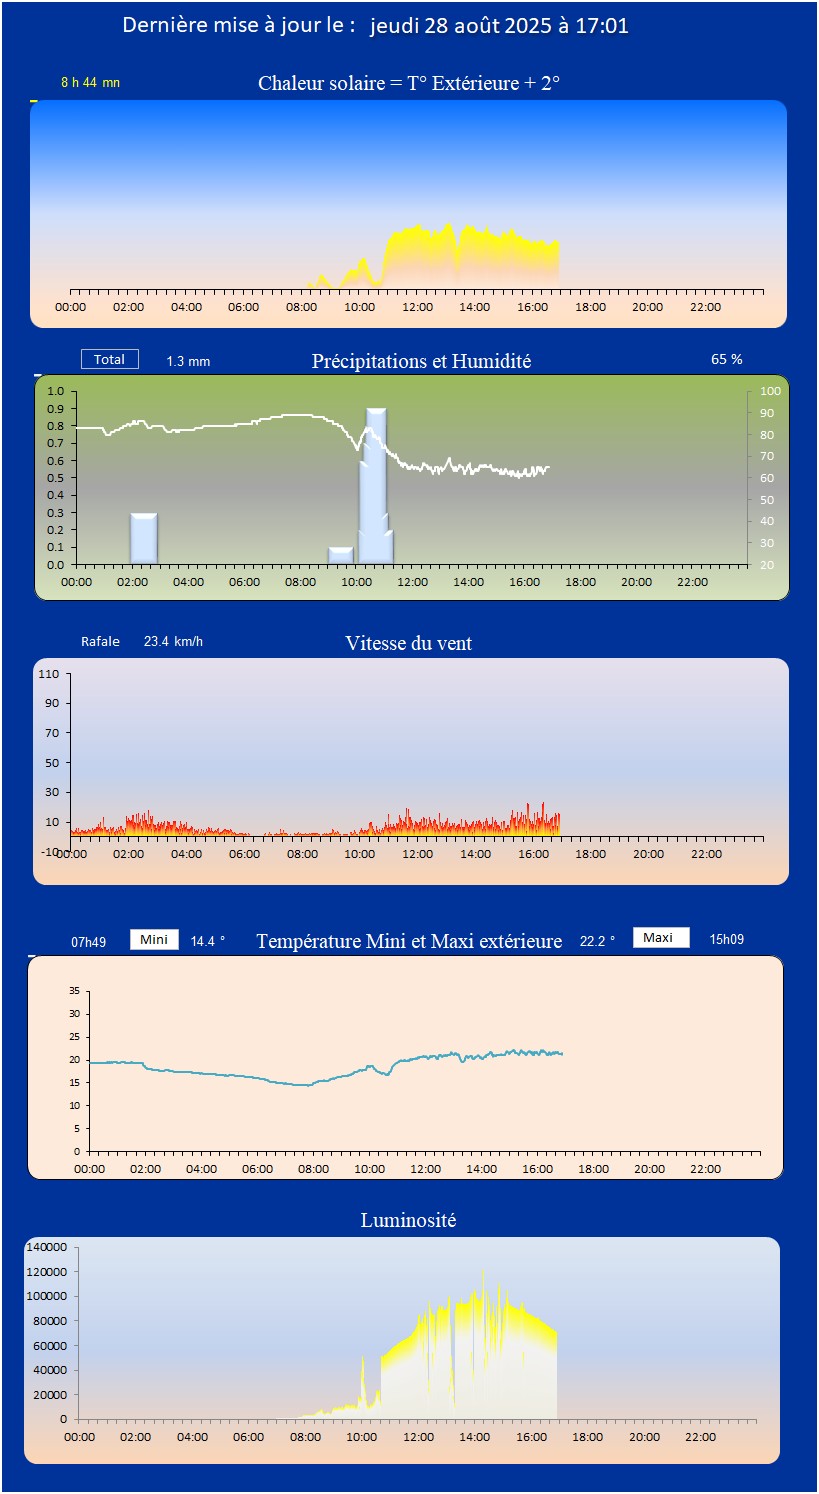 Dernière mise à jour le : jeudi 28 août 2025 à 17:01
8 h 44 mn
Chaleur solaire = T° Extérieure + 2°
00:00 02:00 04:00 06:00 08:00 10:00 12:00 14:00 16:00 18:00 20:00 22:00
Total 1.3 mm Précipitations et Humidité 65 %
1.0 100
0.9 90
0.8 80
0.7 70
0.6
0.5 60
0.4 50
0.3 40
0.2
0.1 30
0.0 20
00:00 02:00 04:00 06:00 08:00 10:00 12:00 14:00 16:00 18:00 20:00 22:00
Rafale 23.4 km/h Vitesse du vent
110
90
70
50
30
10
-10
00:00 02:00 04:00 06:00 08:00 10:00 12:00 14:00 16:00 18:00 20:00 22:00
07h49 Mini 14.4 ° Température Mini et Maxi extérieure 22.2 ° Maxi 15h09
35
30
25
20
15
10
5
0
00:00 02:00 04:00 06:00 08:00 10:00 12:00 14:00 16:00 18:00 20:00 22:00
Luminosité
140000
120000
100000
80000
60000
40000
20000
0
00:00 02:00 04:00 06:00 08:00 10:00 12:00 14:00 16:00 18:00 20:00 22:00